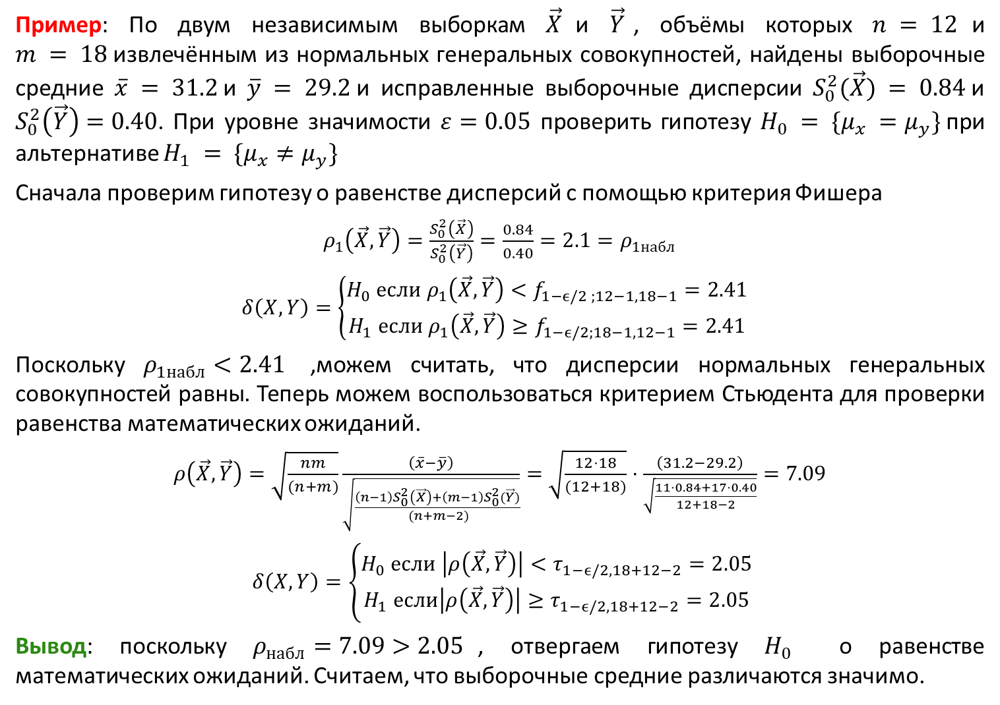 Пример: По двум независимым выборкам $\vec{X}$ и $\vec{Y}$ , объёмы которых $n = 12$ и
$m = 18$ извлечённым из нормальных генеральных совокупностей, найдены выборочные
средние $\bar{x} = 31.2$ и $\bar{y} = 29.2$ и исправленные выборочные дисперсии $S_0^2(\vec{X}) = 0.84$ и
$S_0^2(\vec{Y}) = 0.40$. При уровне значимости $\varepsilon = 0.05$ проверить гипотезу $H_0 = \{\mu_x = \mu_y\}$ при
альтернативе $H_1 = \{\mu_x \neq \mu_y\}$
Сначала проверим гипотезу о равенстве дисперсий с помощью критерия Фишера
$\rho_1(\vec{X}, \vec{Y}) = \frac{S_0^2(\vec{X})}{S_0^2(\vec{Y})} = \frac{0.84}{0.40} = 2.1 = \rho_{1набл}$
$\delta(X, Y) = \begin{cases} H_0 \text{ если } \rho_1(\vec{X}, \vec{Y}) < f_{1-\epsilon/2 ;12-1,18-1} = 2.41 \\ H_1 \text{ если } \rho_1(\vec{X}, \vec{Y}) \geq f_{1-\epsilon/2;18-1,12-1} = 2.41 \end{cases}$
Поскольку $\rho_{1набл} < 2.41$ ,можем считать, что дисперсии нормальных генеральных
совокупностей равны. Теперь можем воспользоваться критерием Стьюдента для проверки
равенства математических ожиданий.
$\rho(\vec{X}, \vec{Y}) = \sqrt{\frac{nm}{(n+m)}} \frac{(\bar{x}-\bar{y})}{\sqrt{\frac{(n-1)S_0^2(\vec{X})+(m-1)S_0^2(\vec{Y})}{(n+m-2)}}} = \sqrt{\frac{12 \cdot 18}{(12+18)}} \cdot \frac{(31.2-29.2)}{\sqrt{\frac{11 \cdot 0.84+17 \cdot 0.40}{12+18-2}}} = 7.09$
$\delta(X, Y) = \begin{cases} H_0 \text{ если } |\rho(\vec{X}, \vec{Y})| < \tau_{1-\epsilon/2,18+12-2} = 2.05 \\ H_1 \text{ если} |\rho(\vec{X}, \vec{Y})| \geq \tau_{1-\epsilon/2,18+12-2} = 2.05 \end{cases}$
Вывод: поскольку $\rho_{набл} = 7.09 > 2.05$ , отвергаем гипотезу $H_0$ о равенстве
математических ожиданий. Считаем, что выборочные средние различаются значимо.